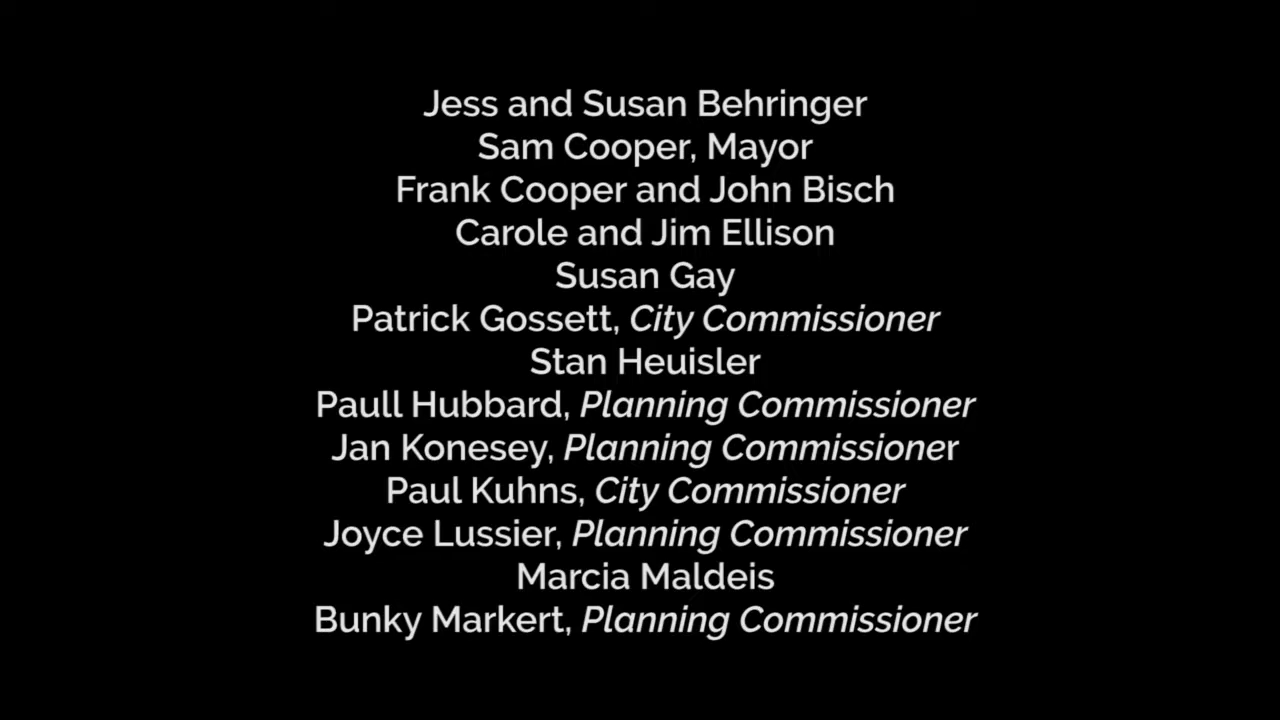 Jess and Susan Behringer
Sam Cooper, Mayor
Frank Cooper and John Bisch
Carole and Jim Ellison
Susan Gay
Patrick Gossett, City Commissioner
Stan Heuisler
Paull Hubbard, Planning Commissioner
Jan Konesey, Planning Commissioner
Paul Kuhns, City Commissioner
Joyce Lussier, Planning Commissioner
Marcia Maldeis
Bunky Markert, Planning Commissioner